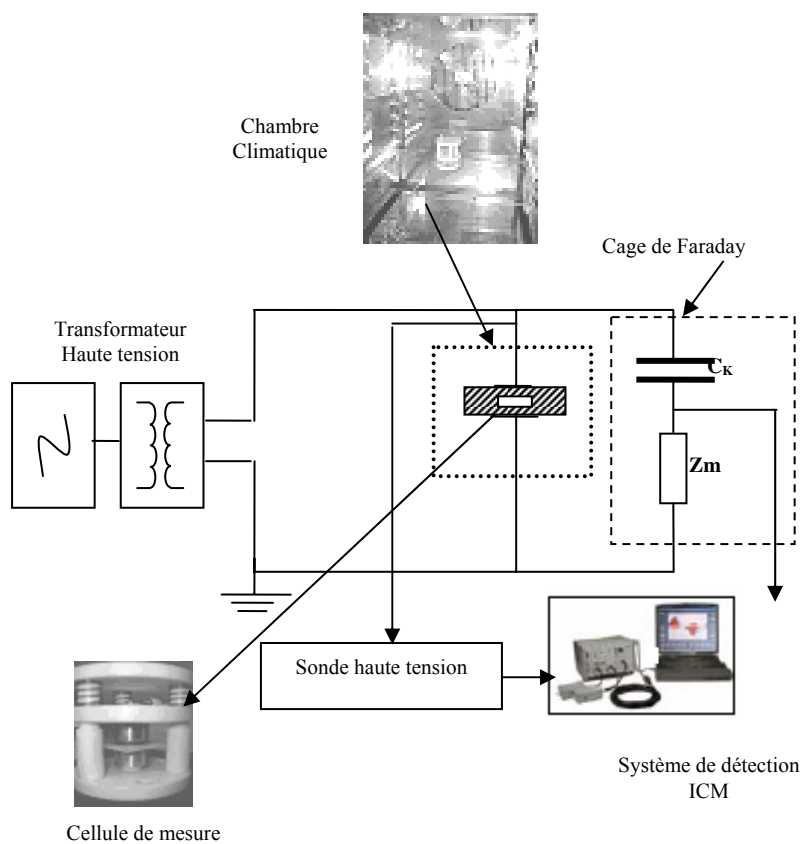 Chambre
Climatique
Cage de Faraday
Transformateur
Haute tension
C_K
Zm
Sonde haute tension
Système de détection
ICM
Cellule de mesure